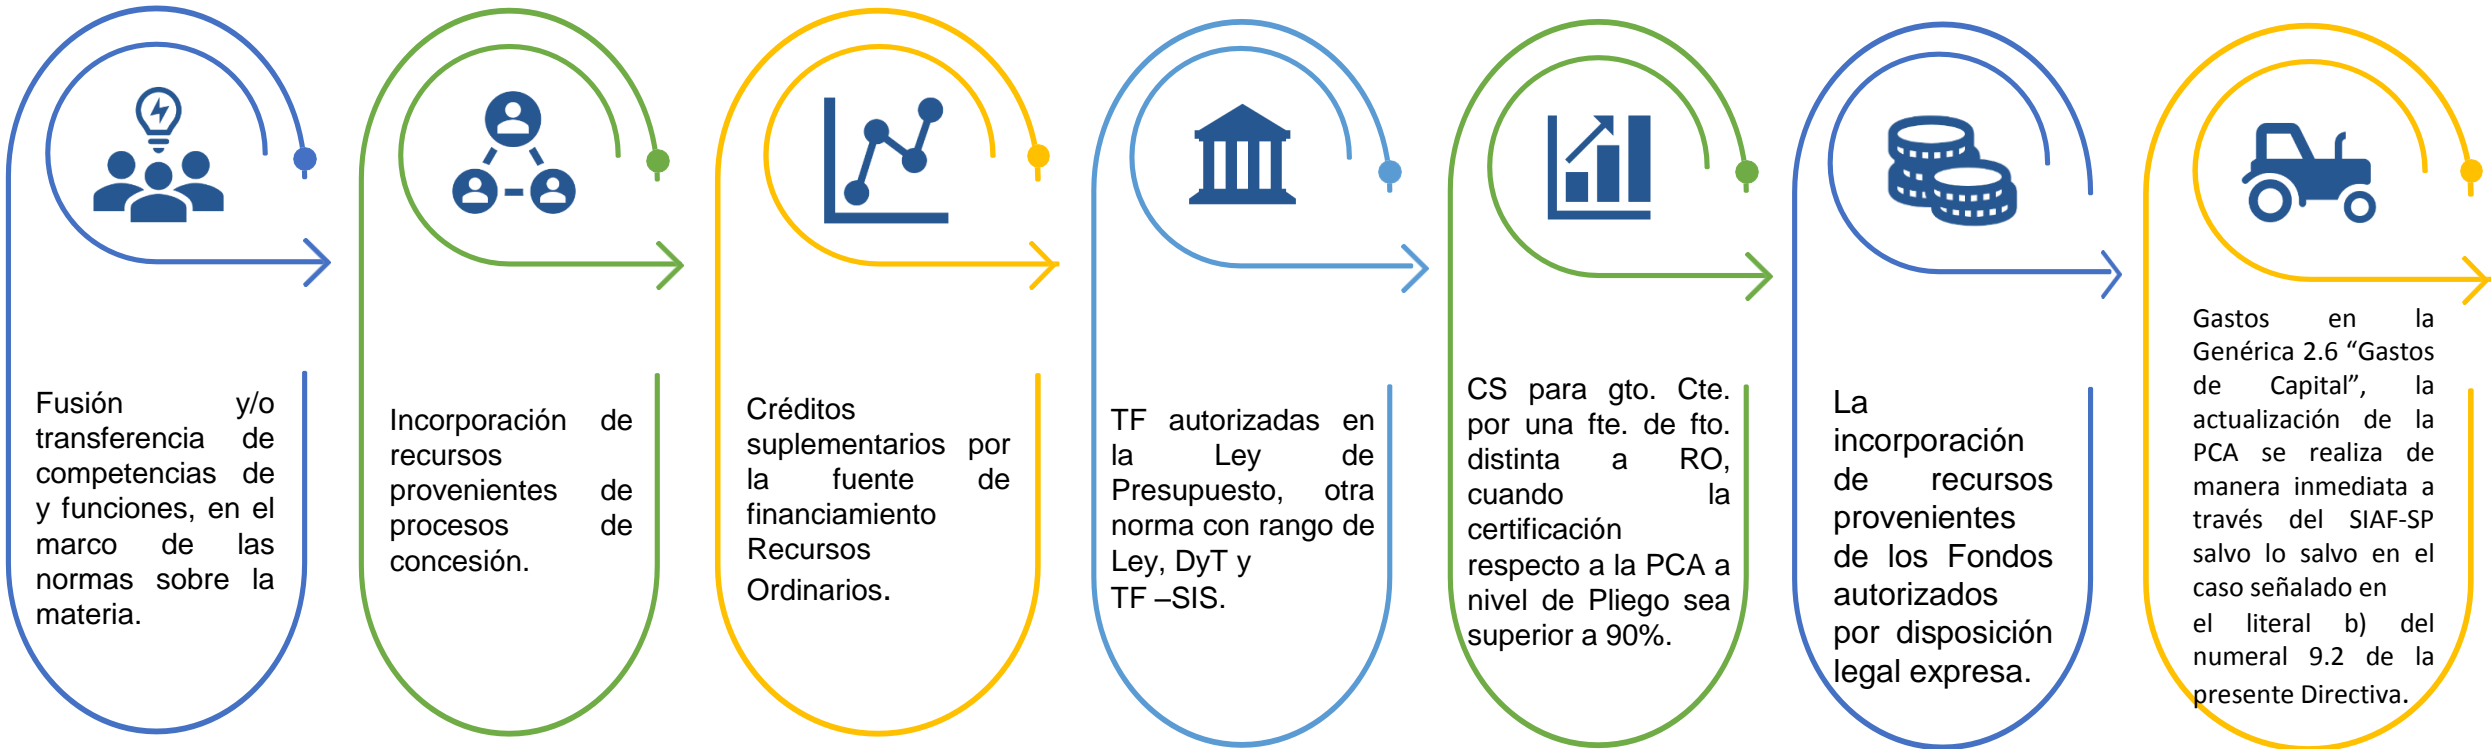 Fusión y/o
transferencia de
competencias de
y funciones, en el
marco de las
normas sobre la
materia.
Incorporación de
recursos
provenientes de
procesos de
concesión.
Créditos
suplementarios por
la fuente de
financiamiento
Recursos
Ordinarios.
TF autorizadas en
la Ley de
Presupuesto, otra
norma con rango de
Ley, DyT y
TF –SIS.
CS para gto. Cte.
por una fte. de fto.
distinta a RO,
cuando la
certificación
respecto a la PCA a
nivel de Pliego sea
superior a 90%.
La
incorporación
de recursos
provenientes
de los Fondos
autorizados
por disposición
legal expresa.
Gastos en la
Genérica 2.6 “Gastos
de Capital”, la
actualización de la
PCA se realiza de
manera inmediata a
través del SIAF-SP
salvo lo salvo en el
caso señalado en
el literal b) del
numeral 9.2 de la
presente Directiva.